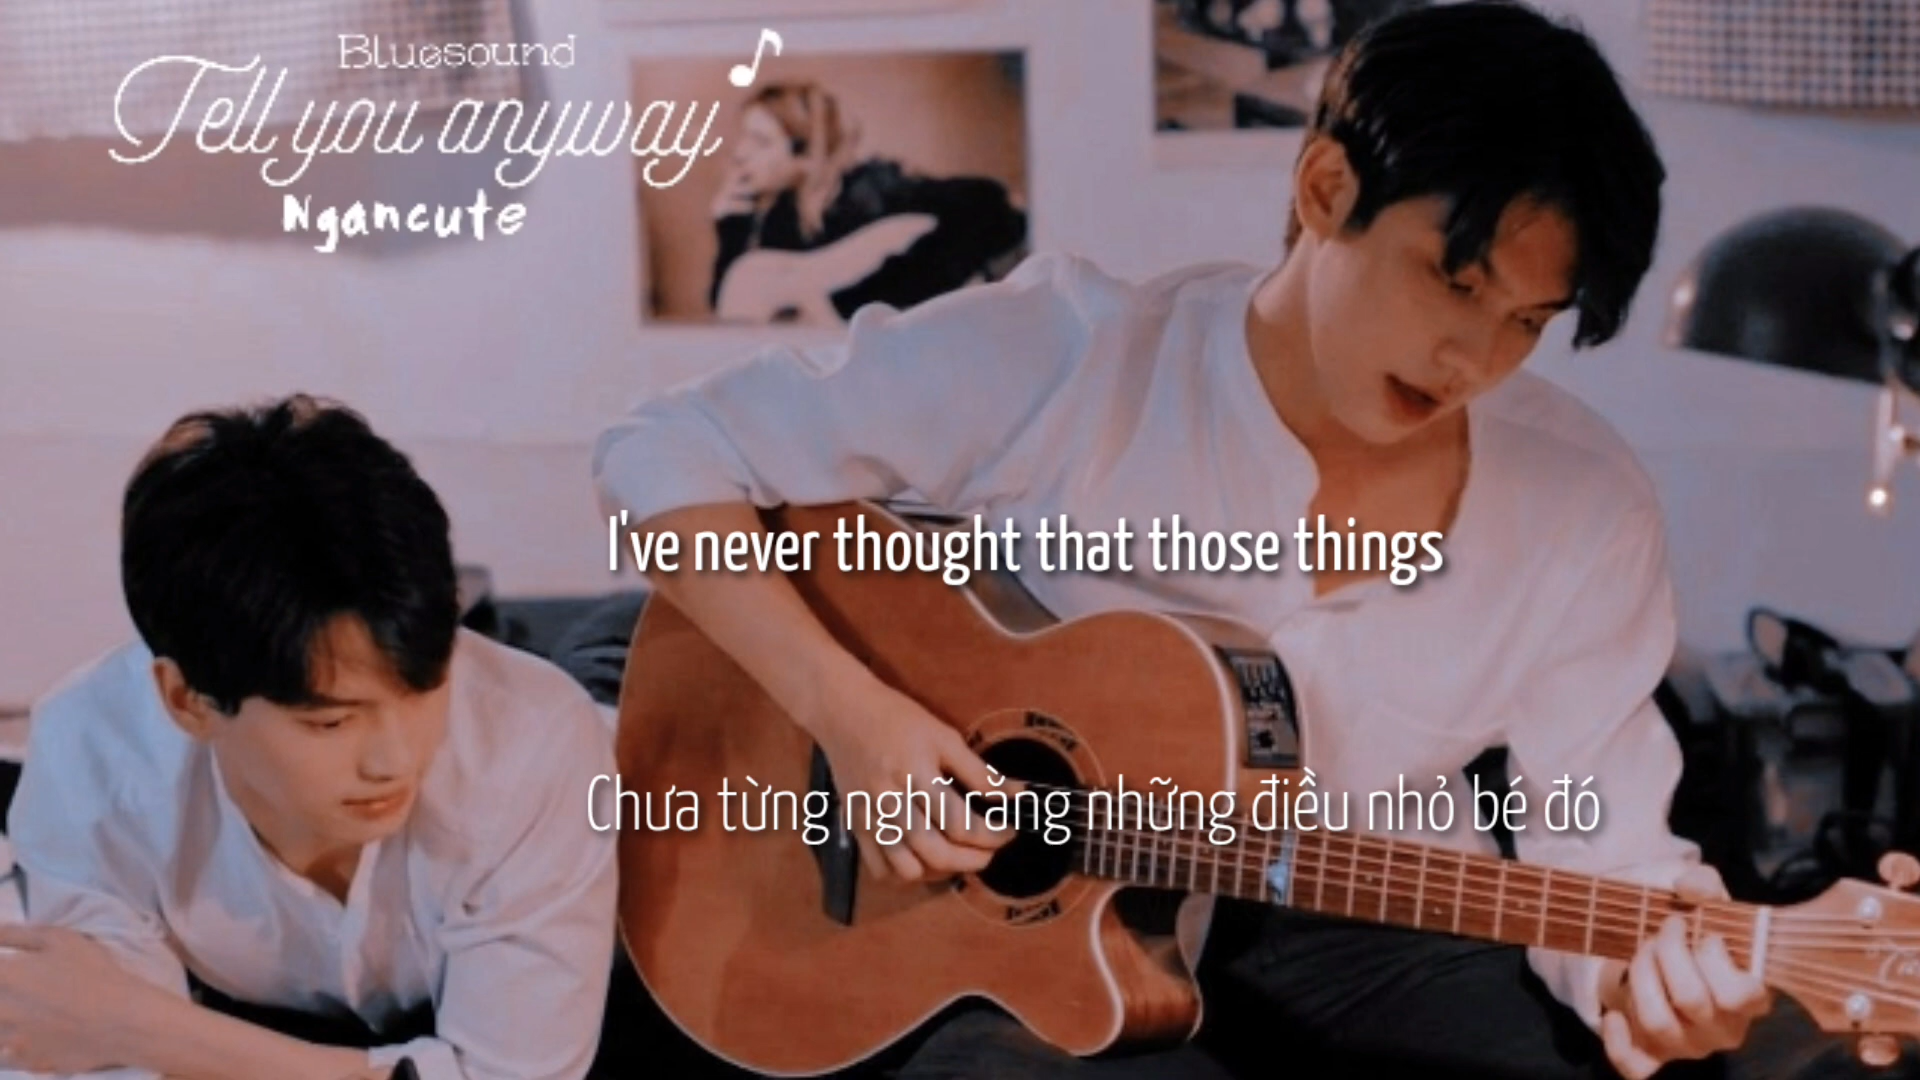 Bluesound
Tell you anyway
Ngancute
I've never thought that those things
Chưa từng nghĩ rằng những điều nhỏ bé đó